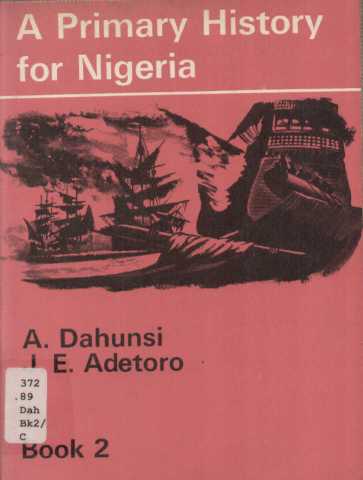 A Primary History
for Nigeria
A. Dahunsi
J. E. Adetoro
372
.89
Dah
Bk2/
C
Book 2